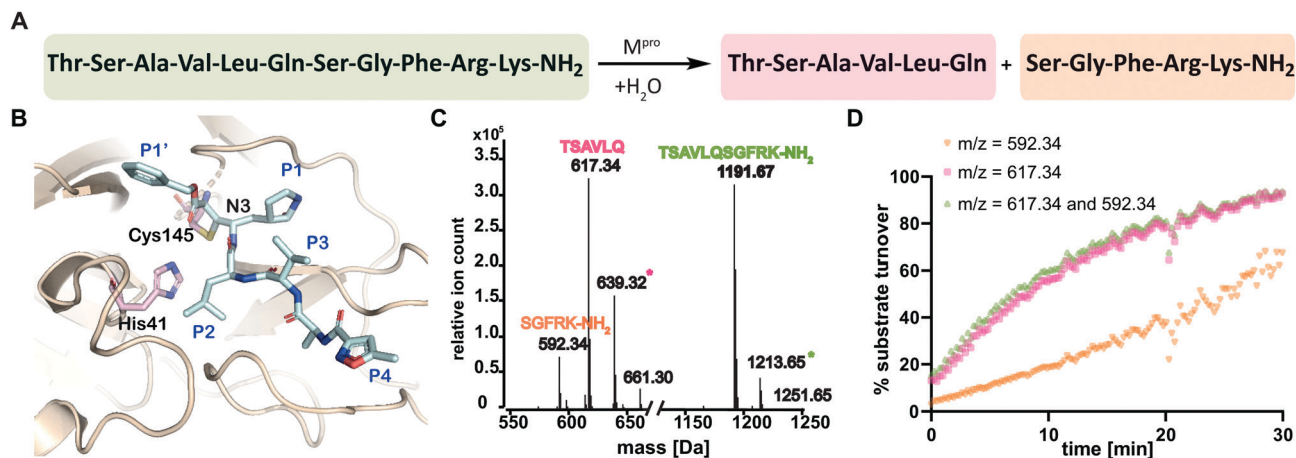 A
Thr-Ser-Ala-Val-Leu-Gln-Ser-Gly-Phe-Arg-Lys-NH₂
Mᵖʳᵒ
+H₂O
Thr-Ser-Ala-Val-Leu-Gln
+
Ser-Gly-Phe-Arg-Lys-NH₂
B
P1'
P1
N3
Cys145
P3
His41
P2
P4
C
x10⁵
3.5
3.0
2.5
2.0
1.5
1.0
0.5
0
relative ion count
TSAVLQ
617.34
639.32*
SGFRK-NH₂
592.34
661.30
TSAVLQSGFRK-NH₂
1191.67
1213.65*
1251.65
550 600 650 1150 1200 1250
mass [Da]
D
m/z = 592.34
m/z = 617.34
m/z = 617.34 and 592.34
100
80
60
40
20
0
% substrate turnover
0 10 20 30
time [min]